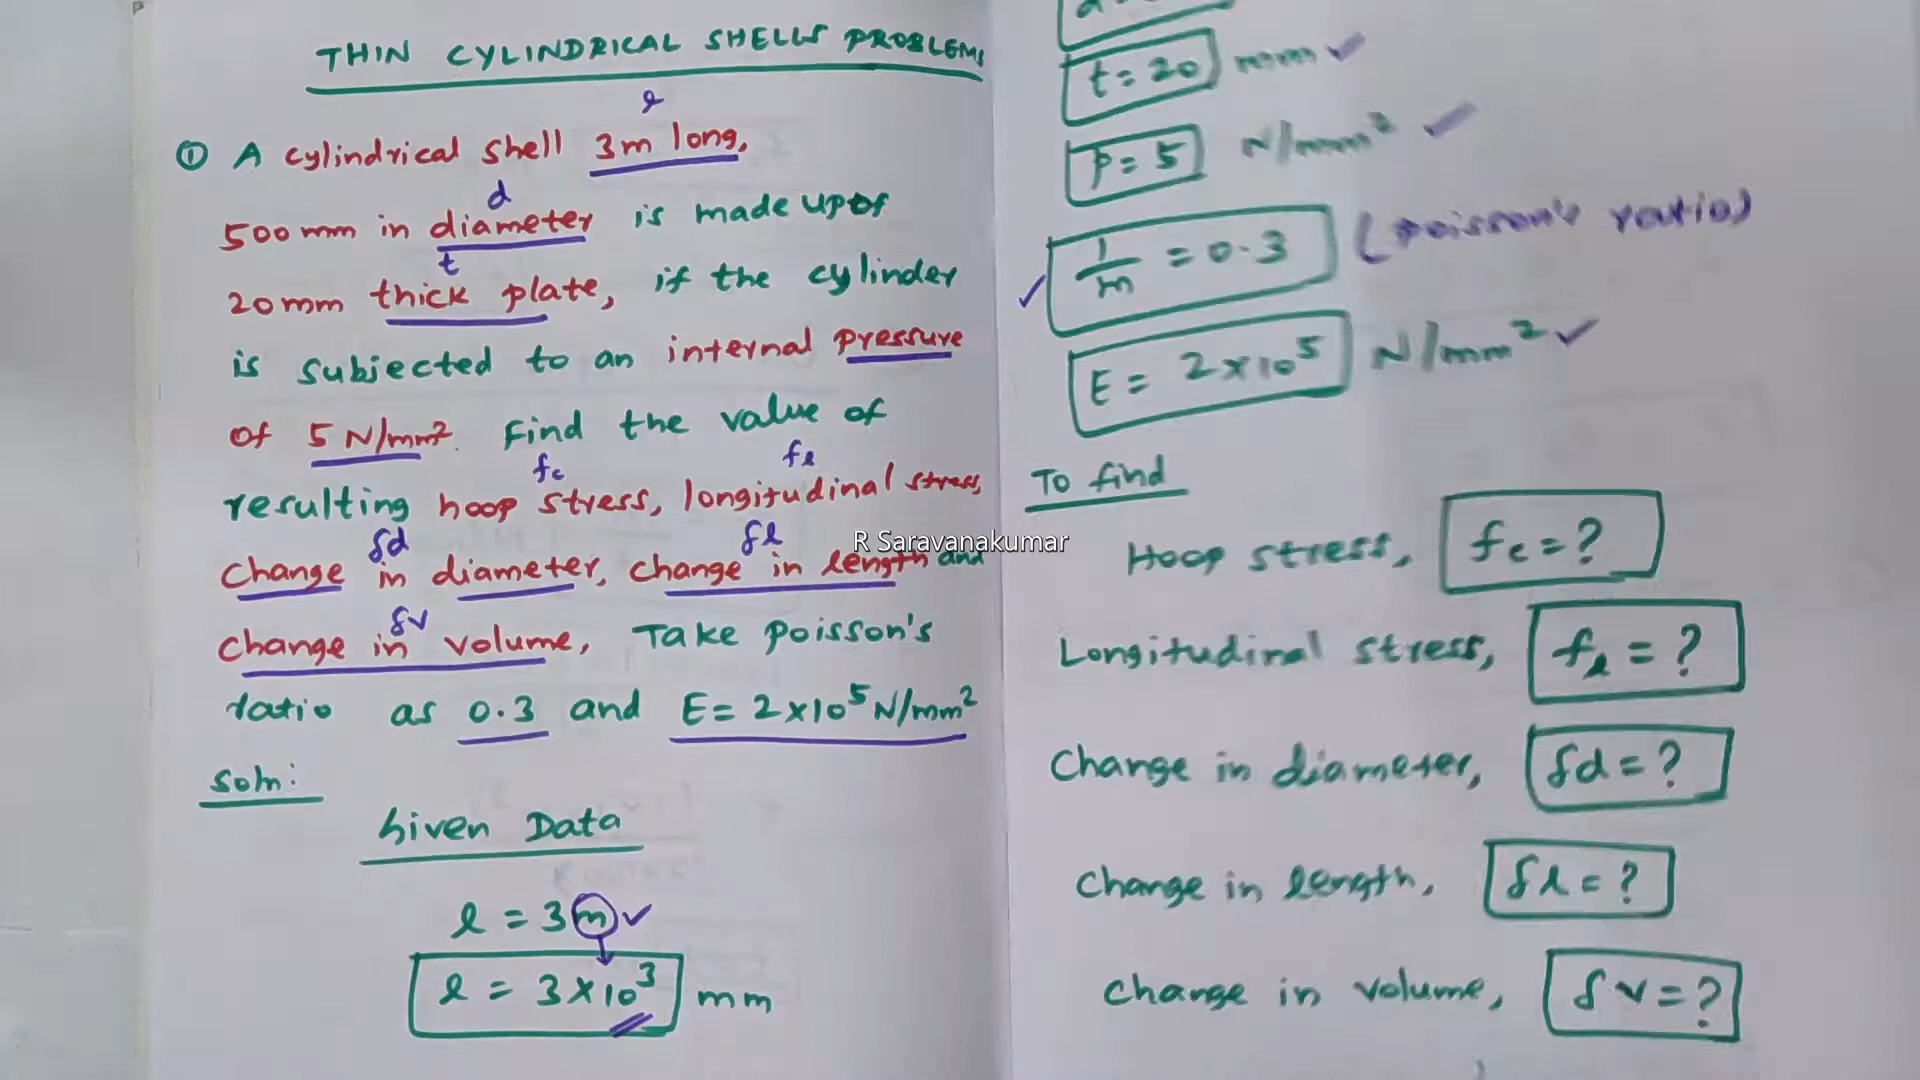 THIN CYLINDRICAL SHELLS PROBLEMS
l
① A cylindrical shell 3m long,
d
500 mm in diameter is made upof
t
20mm thick plate, if the cylinder
is subjected to an internal pressure
of 5 N/mm². Find the value of
fc fl
resulting hoop stress, longitudinal stress,
δd δl
change in diameter, change in length and
δv
change in volume, Take poisson's
ratio as 0.3 and E= 2×10⁵ N/mm²
Soln:
Given Data
l = 3m ✓
l = 3×10³ mm
t = 20 mm ✓
P = 5 N/mm² ✓
✓ 1/m = 0.3 (poisson's ratio)
E = 2×10⁵ N/mm² ✓
To find
R Saravanakumar
Hoop stress, fc = ?
Longitudinal stress, fl = ?
Change in diameter, δd = ?
change in length, δl = ?
change in volume, δv = ?